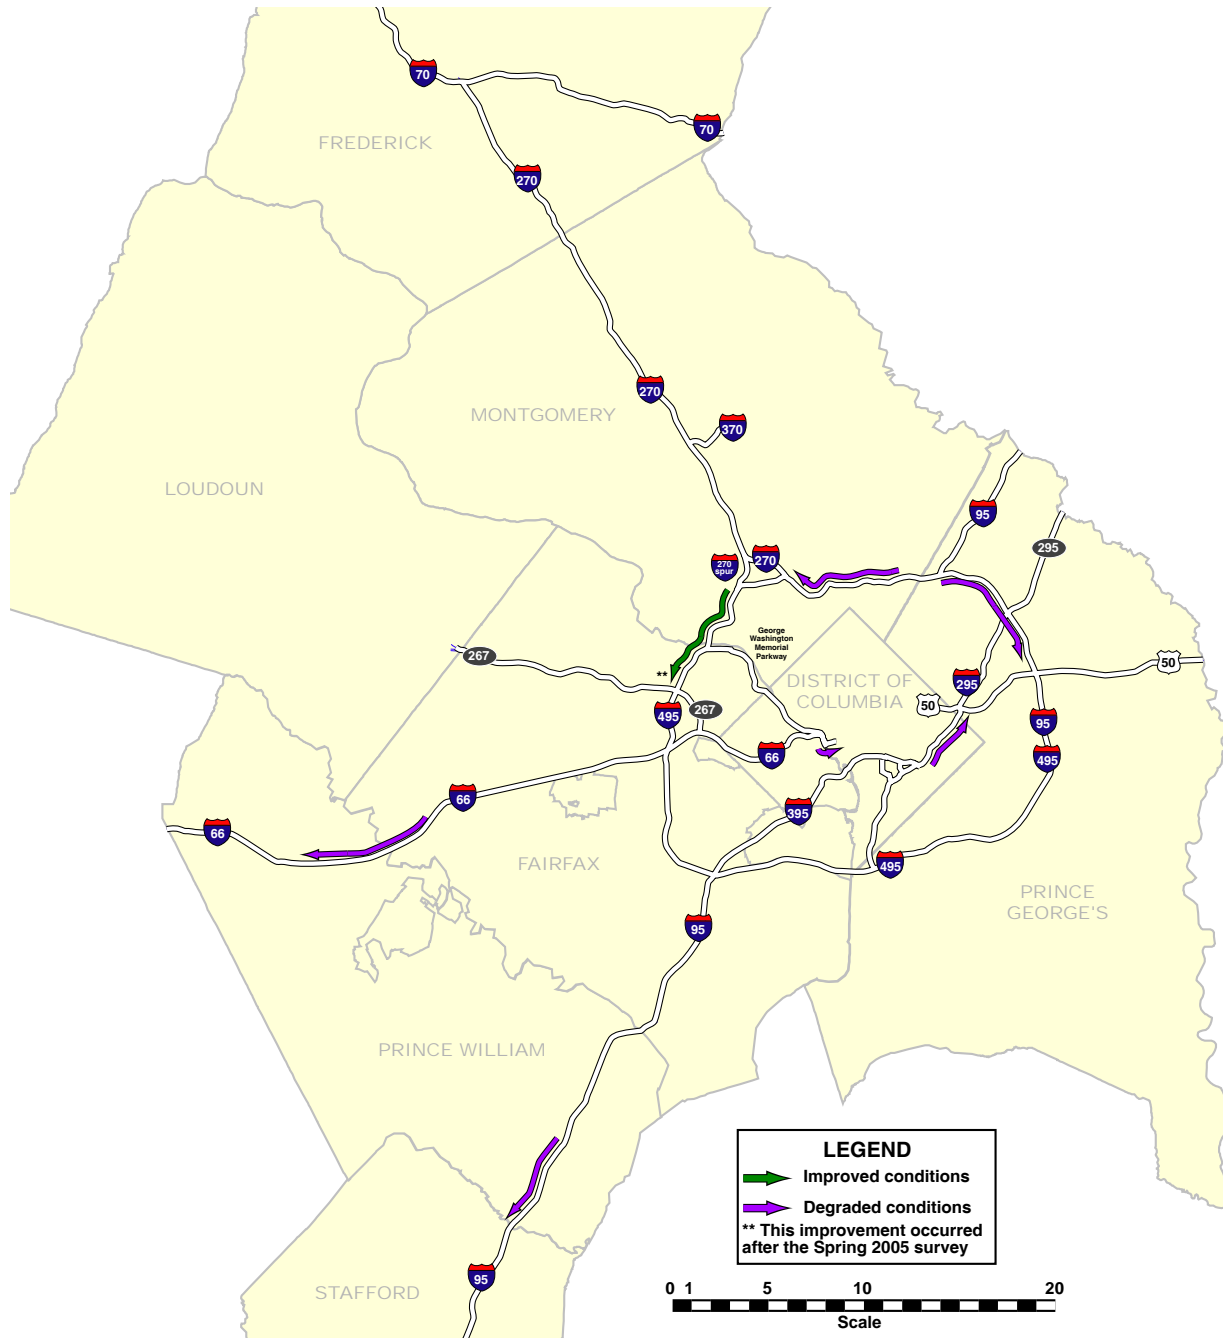 70
70
FREDERICK
270
270
MONTGOMERY
370
LOUDOUN
95
295
270
270
spur
George
Washington
Memorial
Parkway
267
**
50
DISTRICT OF
COLUMBIA
295
50
267
495
95
66
495
66
395
66
FAIRFAX
495
PRINCE
GEORGE'S
95
PRINCE WILLIAM
LEGEND
Improved conditions
Degraded conditions
** This improvement occurred
after the Spring 2005 survey
95
STAFFORD
0 1 5 10 20
Scale